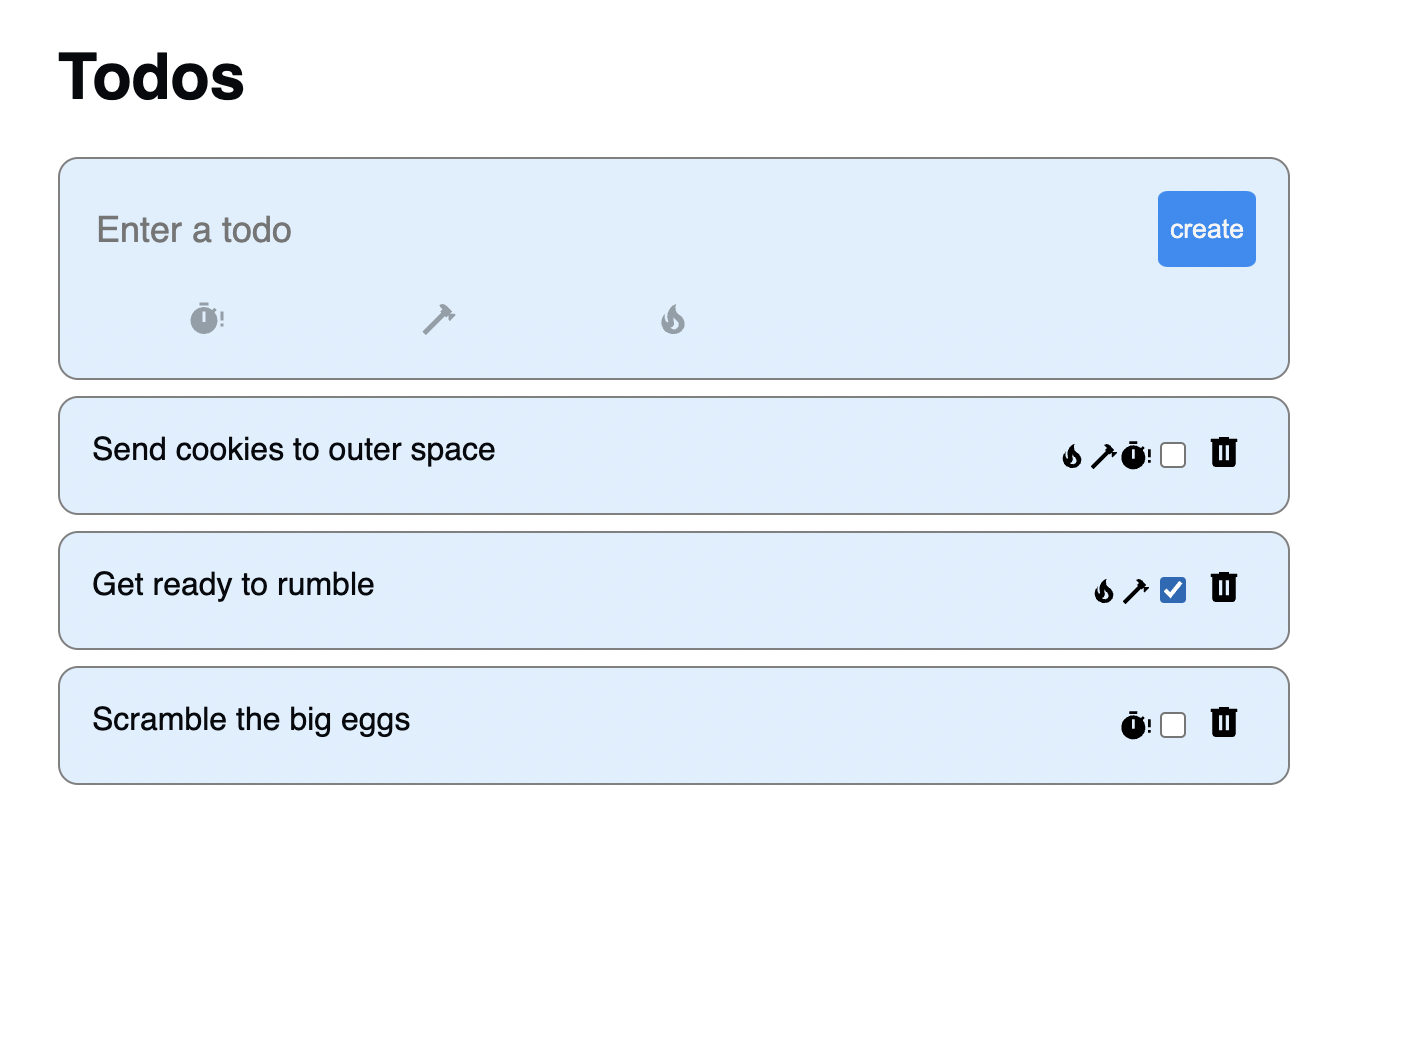 Todos
Enter a todo
create
Send cookies to outer space
Get ready to rumble
Scramble the big eggs